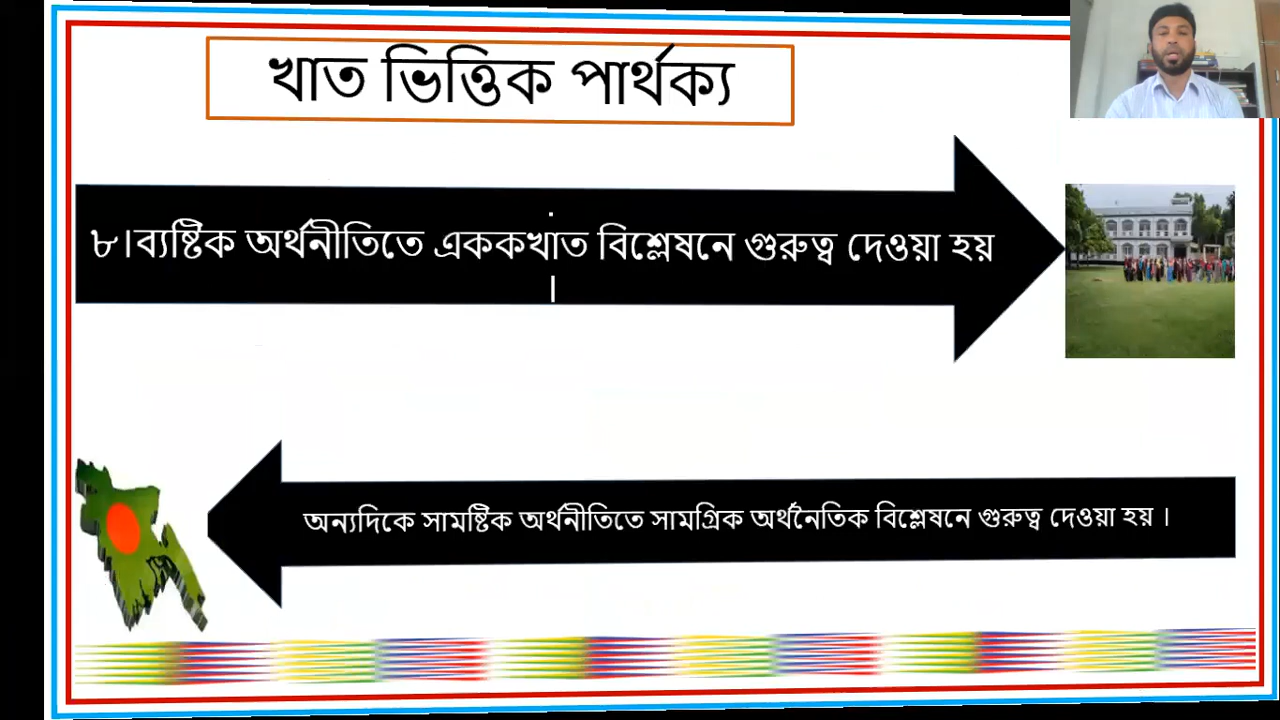 খাত ভিত্তিক পার্থক্য
৮।ব্যষ্টিক অর্থনীতিতে এককখাত বিশ্লেষনে গুরুত্ব দেওয়া হয়
।
অন্যদিকে সামষ্টিক অর্থনীতিতে সামগ্রিক অর্থনৈতিক বিশ্লেষনে গুরুত্ব দেওয়া হয় ।